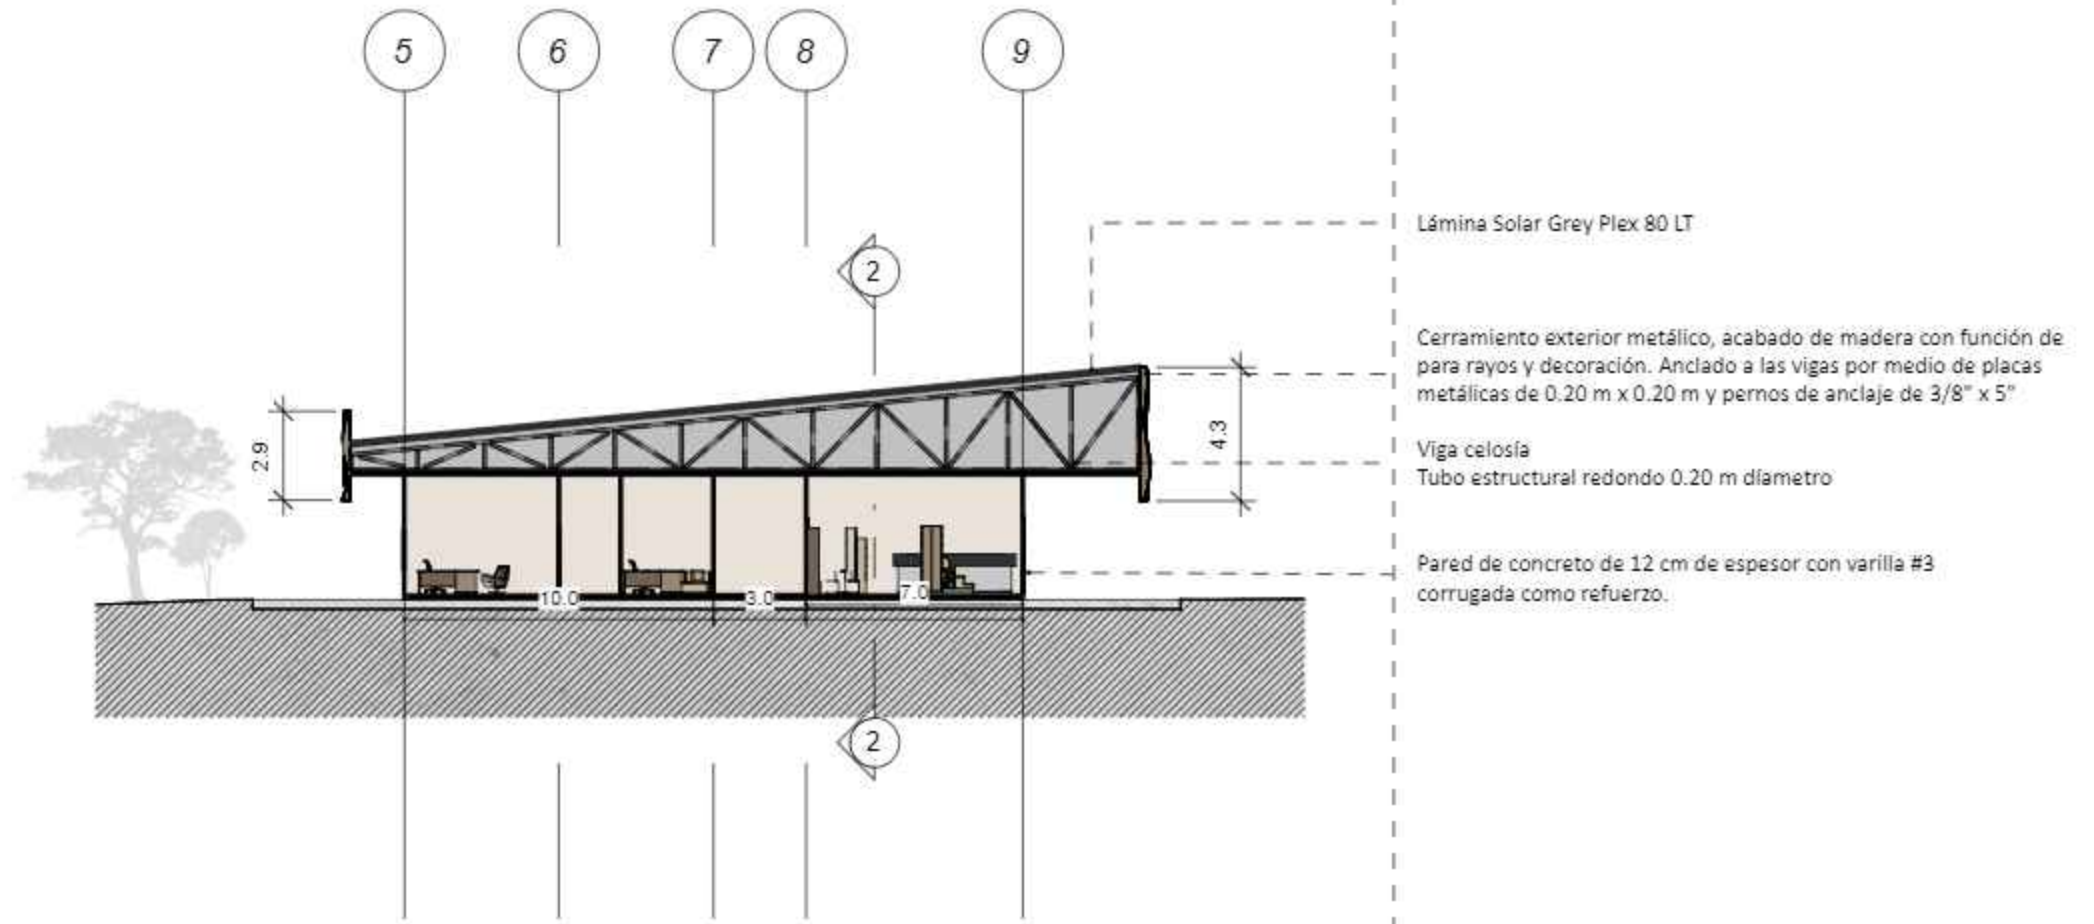 5 6 7 8 9
Lámina Solar Grey Plex 80 LT
2
Cerramiento exterior metálico, acabado de madera con función de
para rayos y decoración. Anclado a las vigas por medio de placas
metálicas de 0.20 m x 0.20 m y pernos de anclaje de 3/8" x 5"
2.9
4.3
Viga celosía
Tubo estructural redondo 0.20 m díametro
Pared de concreto de 12 cm de espesor con varilla #3
corrugada como refuerzo.
10.0 3.0 7.0
2